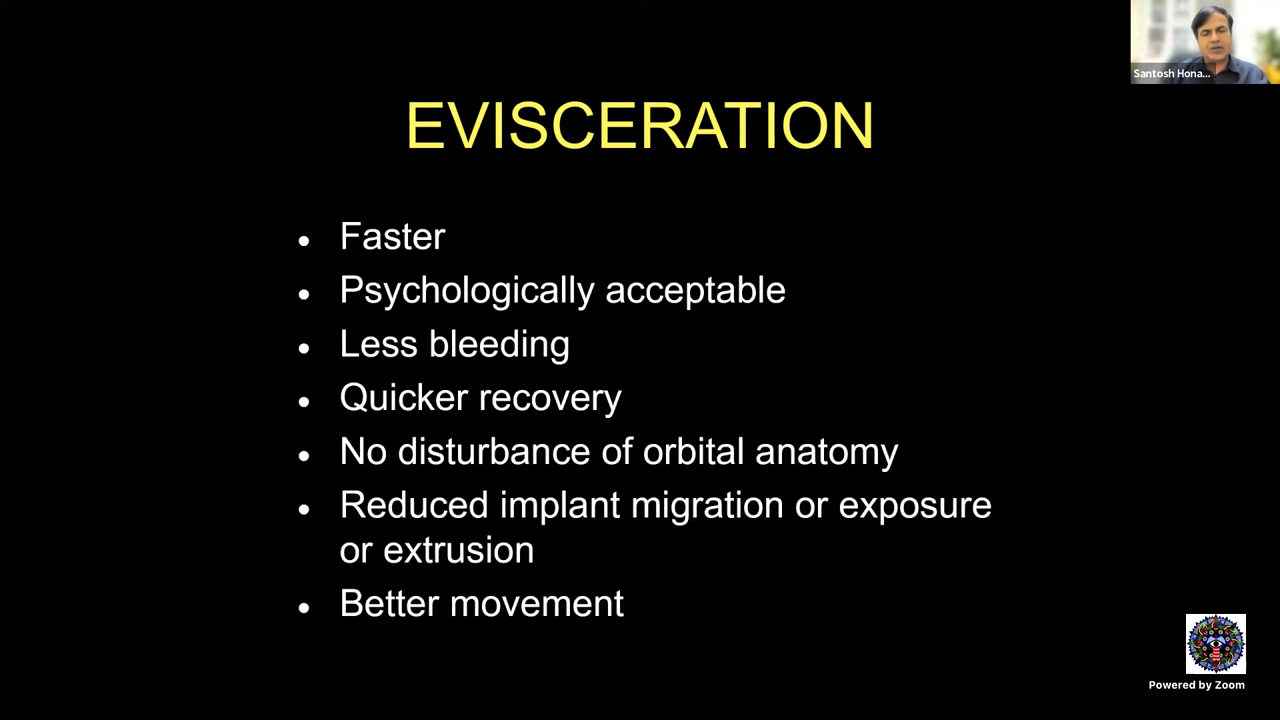 Santosh Hona...
EVISCERATION
• Faster
• Psychologically acceptable
• Less bleeding
• Quicker recovery
• No disturbance of orbital anatomy
• Reduced implant migration or exposure
or extrusion
• Better movement
Powered by Zoom